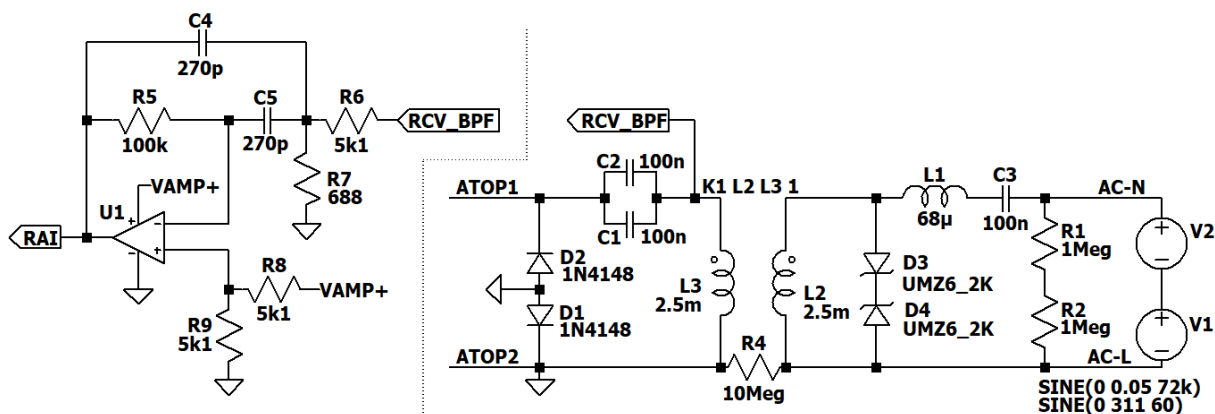 C4
270p
R5
100k
C5
270p
R6
5k1
RCV_BPF
R7
688
VAMP+
U1
RAI
R8
5k1
VAMP+
R9
5k1
RCV_BPF
C2 100n
C1 100n
ATOP1
K1 L2 L3 1
D2
1N4148
D1
1N4148
L3
2.5m
L2
2.5m
R4
10Meg
ATOP2
L1
68µ
C3
100n
D3
UMZ6_2K
D4
UMZ6_2K
AC-N
R1
1Meg
R2
1Meg
V2
V1
AC-L
SINE(0 0.05 72k)
SINE(0 311 60)